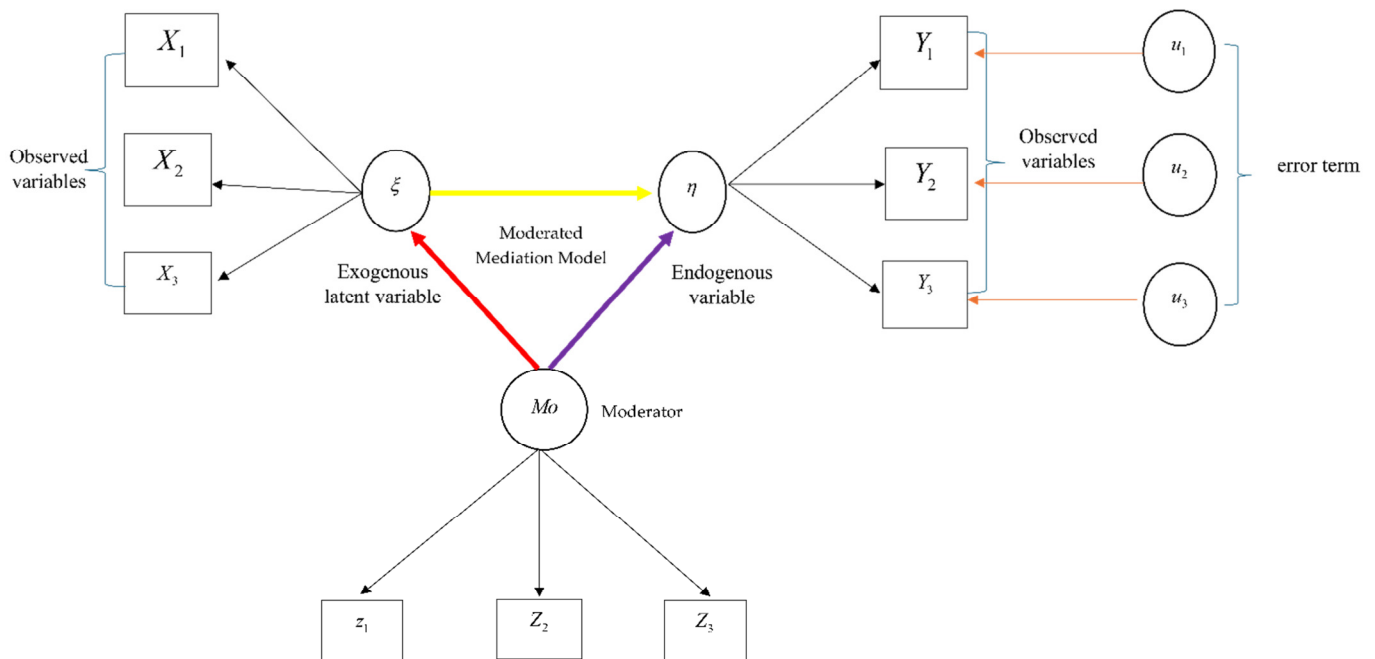 X₁
Y₁
u₁
Observed
variables
X₂
ξ
η
Y₂
Observed
variables
u₂
error term
Moderated
Mediation Model
X₃
Exogenous
latent variable
Endogenous
variable
Y₃
u₃
Mo
Moderator
z₁
Z₂
Z₃